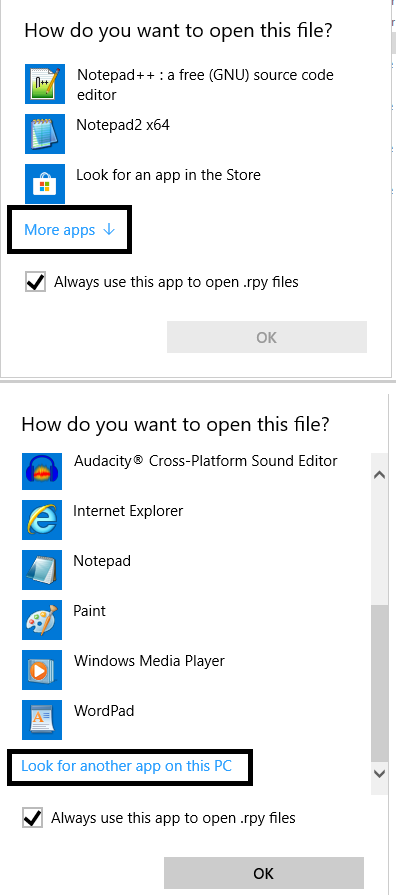 How do you want to open this file?
Notepad++ : a free (GNU) source code
editor
Notepad2 x64
Look for an app in the Store
More apps ↓
Always use this app to open .rpy files
OK
How do you want to open this file?
Audacity® Cross-Platform Sound Editor
Internet Explorer
Notepad
Paint
Windows Media Player
WordPad
Look for another app on this PC
Always use this app to open .rpy files
OK